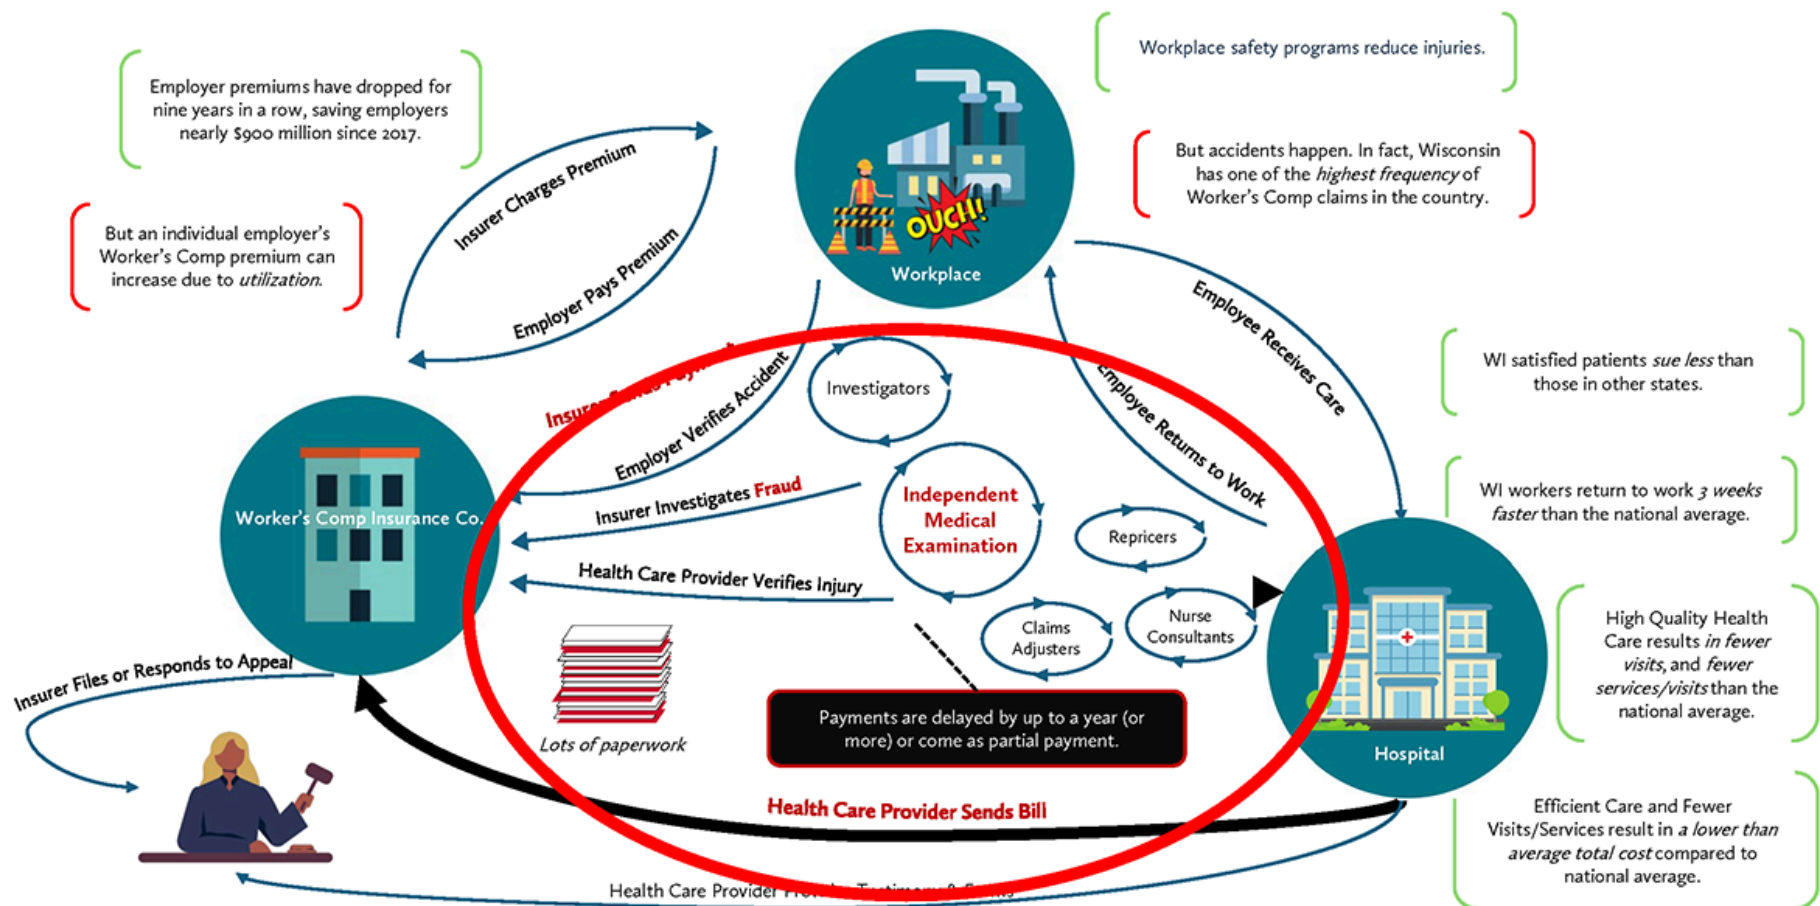 Employer premiums have dropped for
nine years in a row, saving employers
nearly $900 million since 2017.
But an individual employer's
Worker's Comp premium can
increase due to utilization.
Insurer Charges Premium
Employer Pays Premium
OUCH!
Workplace
Workplace safety programs reduce injuries.
But accidents happen. In fact, Wisconsin
has one of the highest frequency of
Worker's Comp claims in the country.
Employee Receives Care
Employee Returns to Work
WI satisfied patients sue less than
those in other states.
WI workers return to work 3 weeks
faster than the national average.
High Quality Health
Care results in fewer
visits, and fewer
services/visits than the
national average.
Efficient Care and Fewer
Visits/Services result in a lower than
average total cost compared to
national average.
Insurer
Employer Verifies Accident
Insurer Investigates Fraud
Health Care Provider Verifies Injury
Investigators
Independent
Medical
Examination
Repricers
Claims
Adjusters
Nurse
Consultants
Worker's Comp Insurance Co.
Insurer Files or Responds to Appeal
Lots of paperwork
Payments are delayed by up to a year (or
more) or come as partial payment.
Hospital
Health Care Provider Sends Bill
Health Care Provider